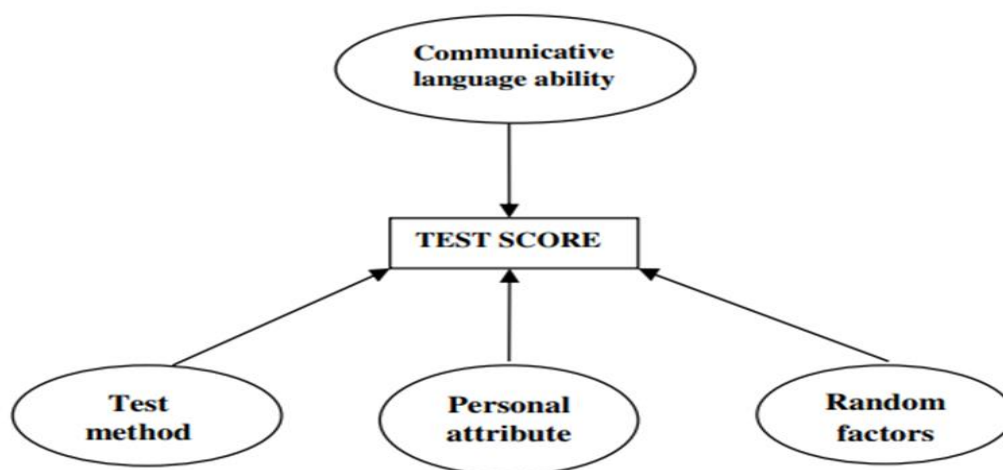 Communicative
language ability
TEST SCORE
Test
method
Personal
attribute
Random
factors